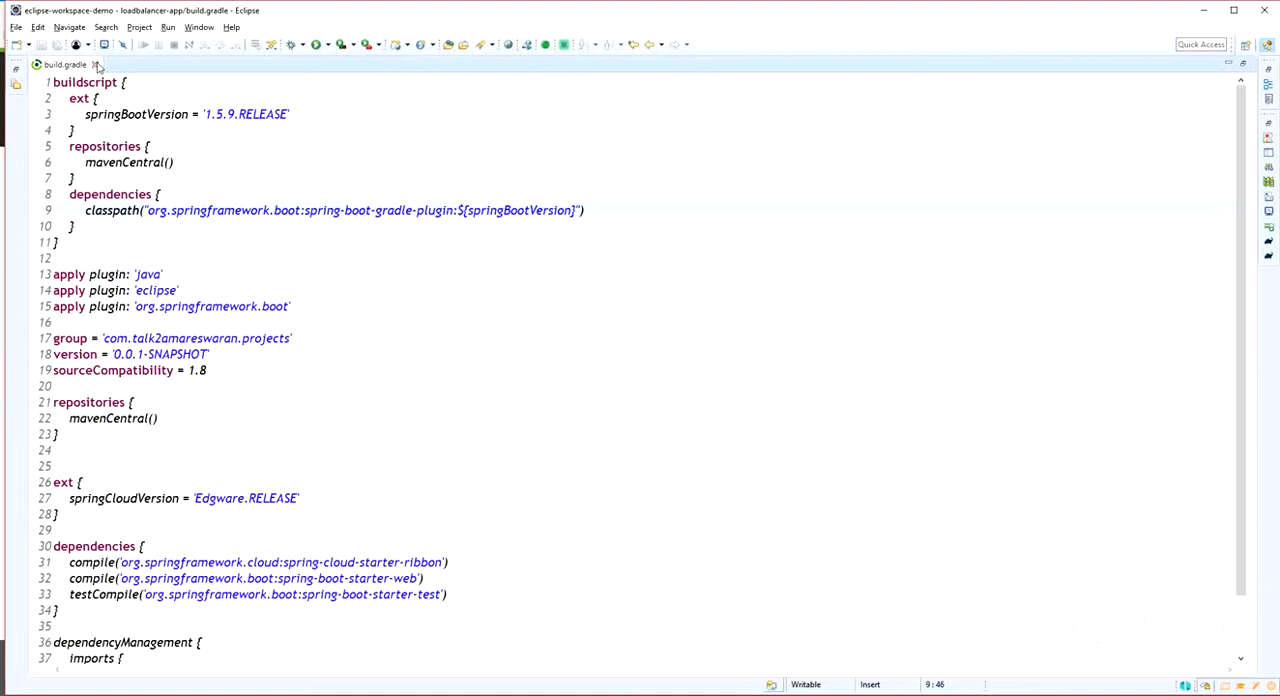 eclipse-workspace-demo - loadbalancer-app/build.gradle - Eclipse
File Edit Navigate Search Project Run Window Help
Quick Access
build.gradle
1 buildscript {
2 ext {
3 springBootVersion = '1.5.9.RELEASE'
4 }
5 repositories {
6 mavenCentral()
7 }
8 dependencies {
9 classpath("org.springframework.boot:spring-boot-gradle-plugin:${springBootVersion}")
10 }
11 }
12
13 apply plugin: 'java'
14 apply plugin: 'eclipse'
15 apply plugin: 'org.springframework.boot'
16
17 group = 'com.talk2amareswaran.projects'
18 version = '0.0.1-SNAPSHOT'
19 sourceCompatibility = 1.8
20
21 repositories {
22 mavenCentral()
23 }
24
25
26 ext {
27 springCloudVersion = 'Edgware.RELEASE'
28 }
29
30 dependencies {
31 compile('org.springframework.cloud:spring-cloud-starter-ribbon')
32 compile('org.springframework.boot:spring-boot-starter-web')
33 testCompile('org.springframework.boot:spring-boot-starter-test')
34 }
35
36 dependencyManagement {
37 imports {
Writable Insert 9 : 46